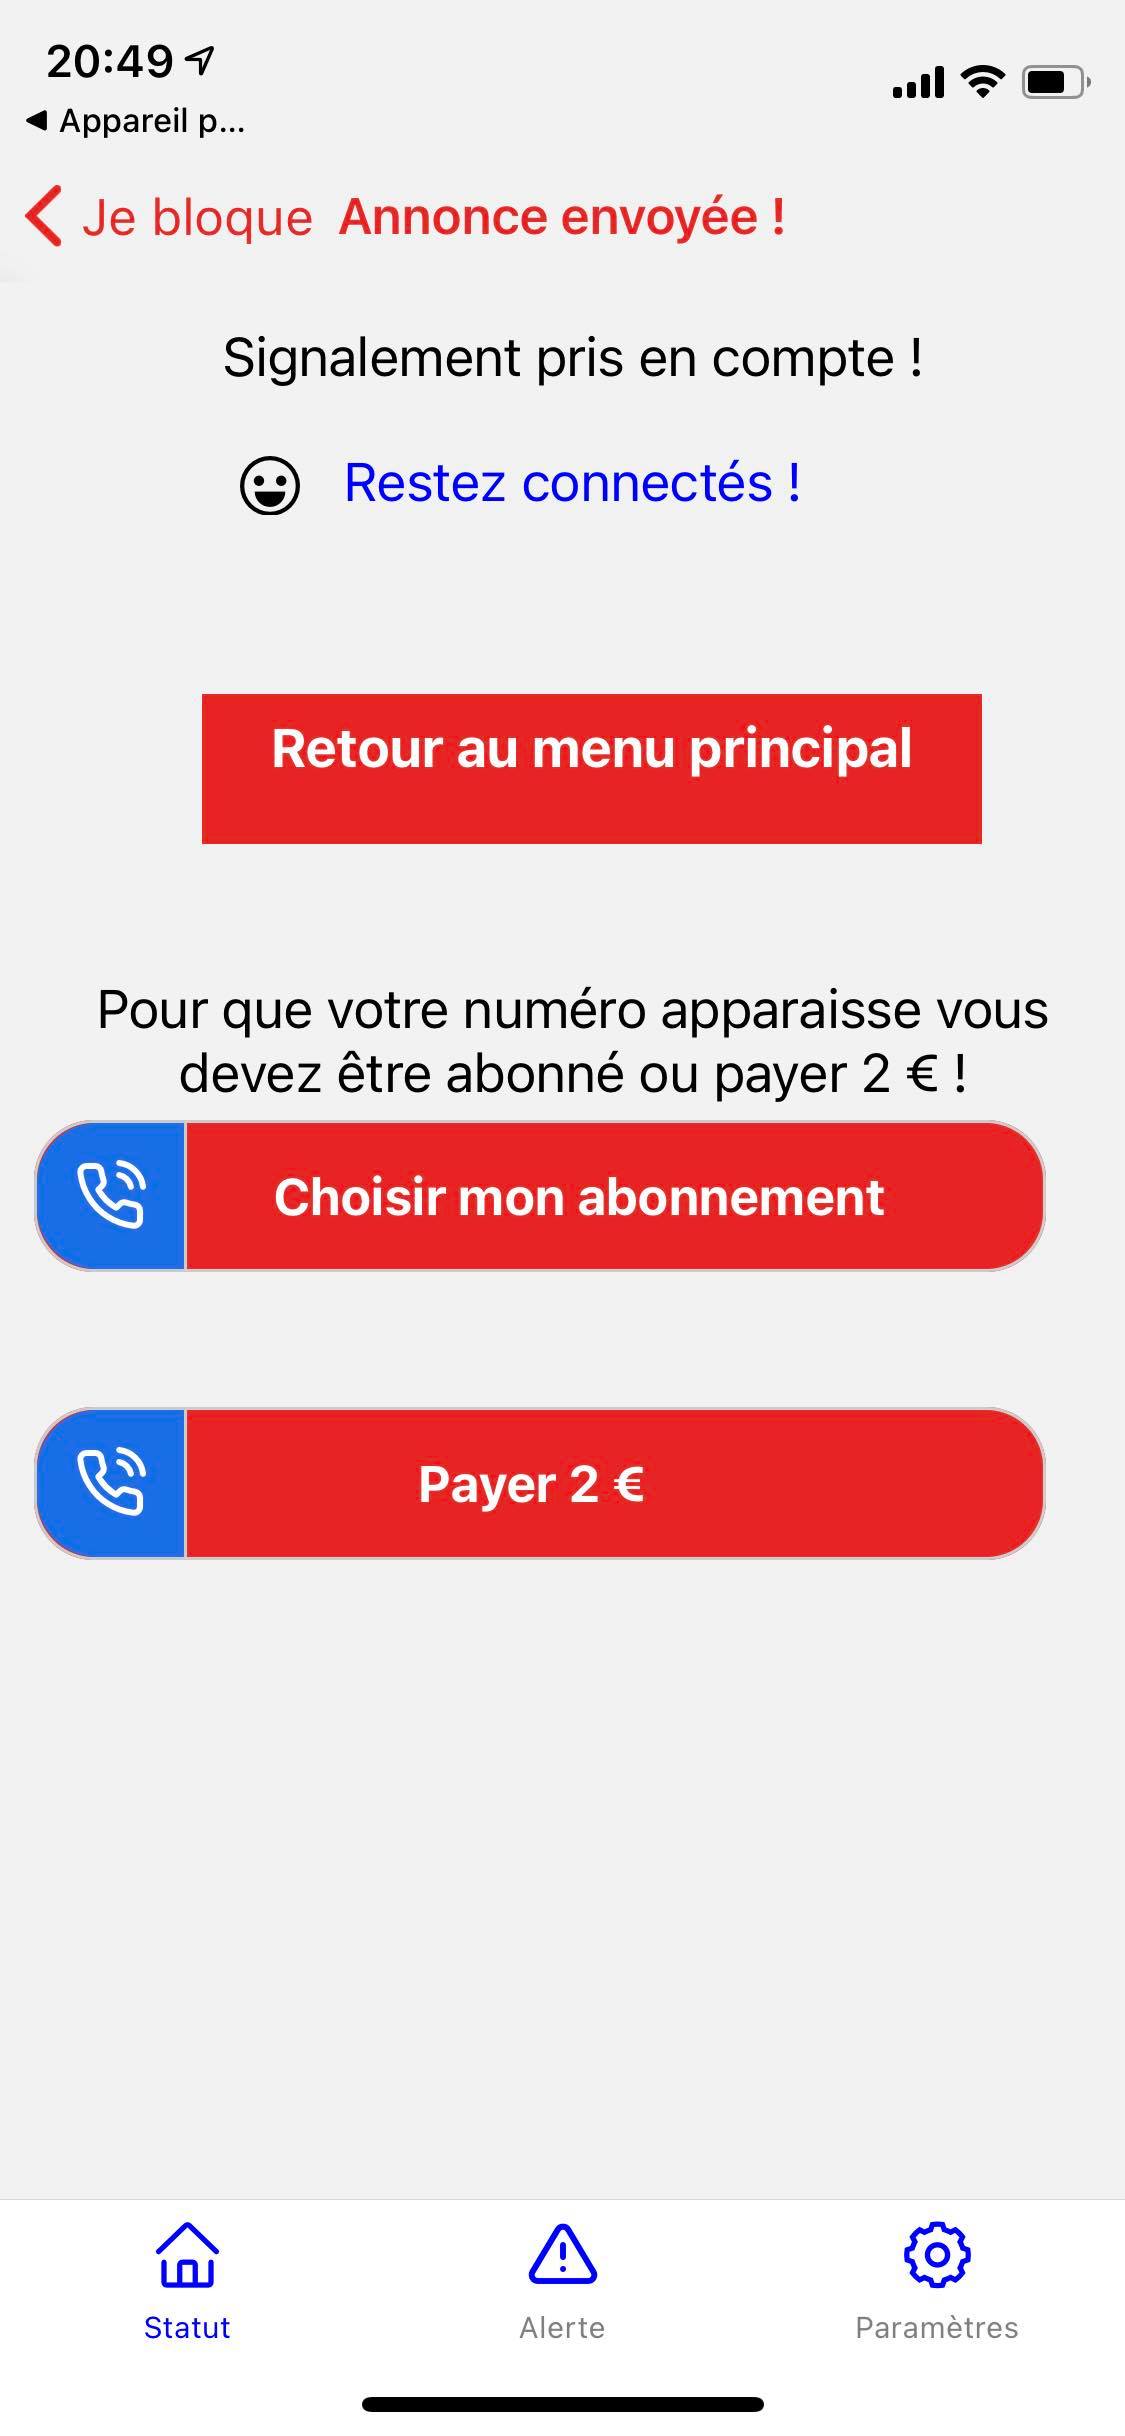 20:49
Appareil p...
Je bloque Annonce envoyée !
Signalement pris en compte !
Restez connectés !
Retour au menu principal
Pour que votre numéro apparaisse vous
devez être abonné ou payer 2 € !
Choisir mon abonnement
Payer 2 €
Statut Alerte Paramètres